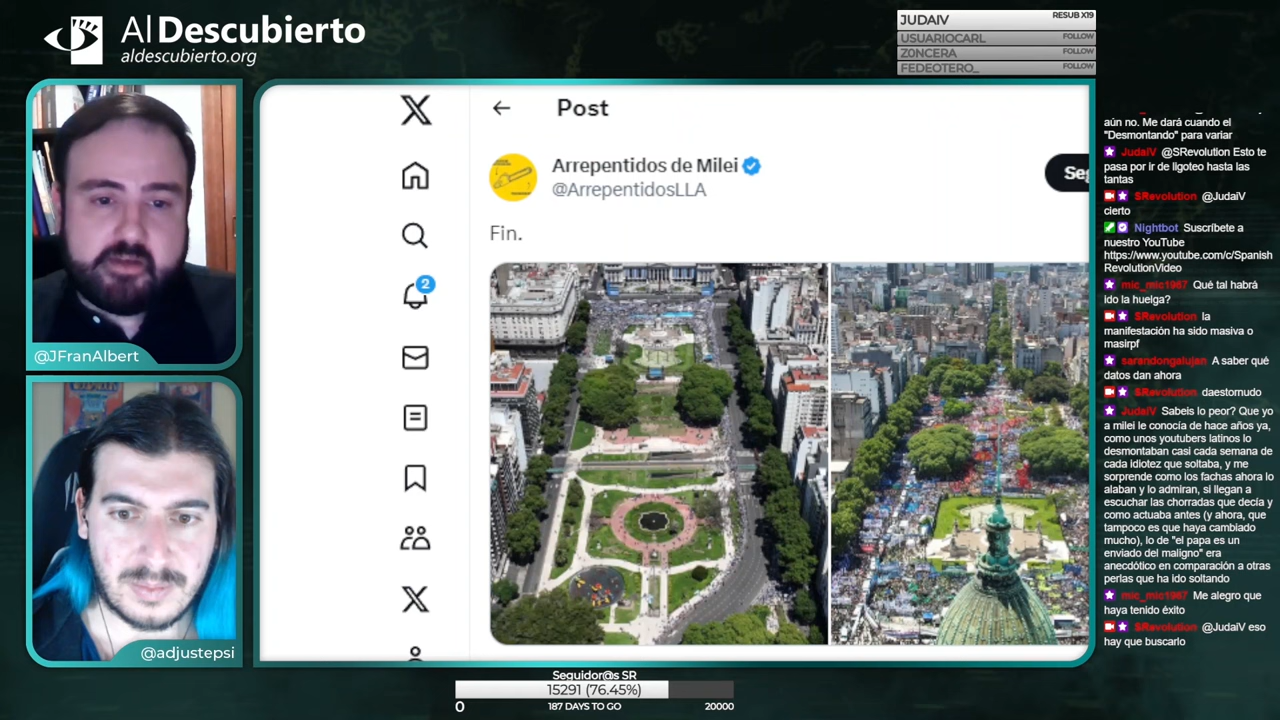 Al Descubierto
aldescubierto.org
JUDAIV RESUB X19
USUARIOCARL FOLLOW
Z0NCERA FOLLOW
FEDEOTERO_ FOLLOW
@JFranAlbert
@adjustepsi
Post
Arrepentidos de Milei
@ArrepentidosLLA
Seg
Fin.
2
aún no. Me dará cuando el
"Desmontando" para variar
JudaiV @SRevolution Esto te
pasa por ir de ligoteo hasta las
tantas
SRevolution @JudaiV
cierto
Nightbot Suscríbete a
nuestro YouTube
https://www.youtube.com/c/Spanish
RevolutionVideo
mic_mic1967 Qué tal habrá
ido la huelga?
SRevolution la
manifestación ha sido masiva o
masirpf
sarandongalujan A saber qué
datos dan ahora
SRevolution daestornudo
JudaiV Sabeis lo peor? Que yo
a milei le conocía de hace años ya,
como unos youtubers latinos lo
desmontaban casi cada semana de
cada idiotez que soltaba, y me
sorprende como los fachas ahora lo
alaban y lo admiran, si llegan a
escuchar las chorradas que decía y
como actuaba antes (y ahora, que
tampoco es que haya cambiado
mucho), lo de "el papa es un
enviado del maligno" era
anecdótico en comparación a otras
perlas que ha ido soltando
mic_mic1967 Me alegro que
haya tenido éxito
SRevolution @JudaiV eso
hay que buscarlo
Seguidor@s SR
15291 (76.45%)
0 187 DAYS TO GO 20000